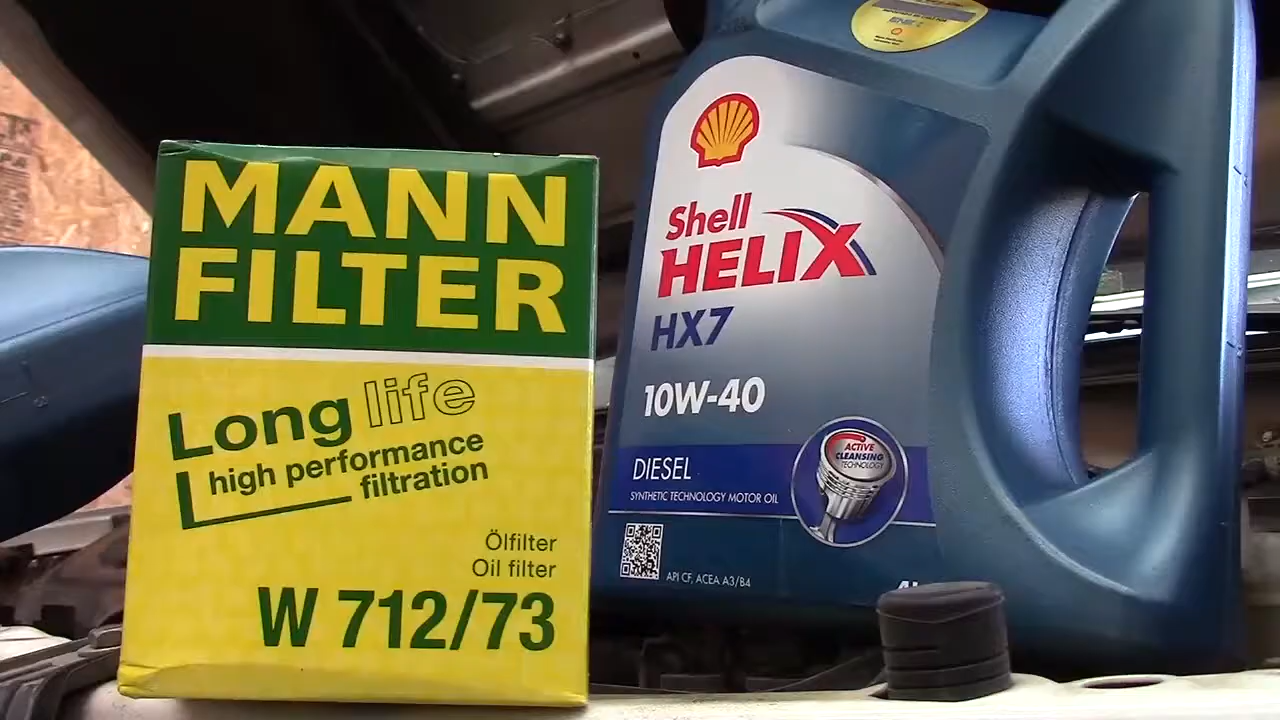 MANN
FILTER
Long life
high performance
filtration
Ölfilter
Oil filter
W 712/73
Shell
HELIX
HX7
10W-40
DIESEL
SYNTHETIC TECHNOLOGY MOTOR OIL
ACTIVE
CLEANSING
TECHNOLOGY
API CF, ACEA A3/B4